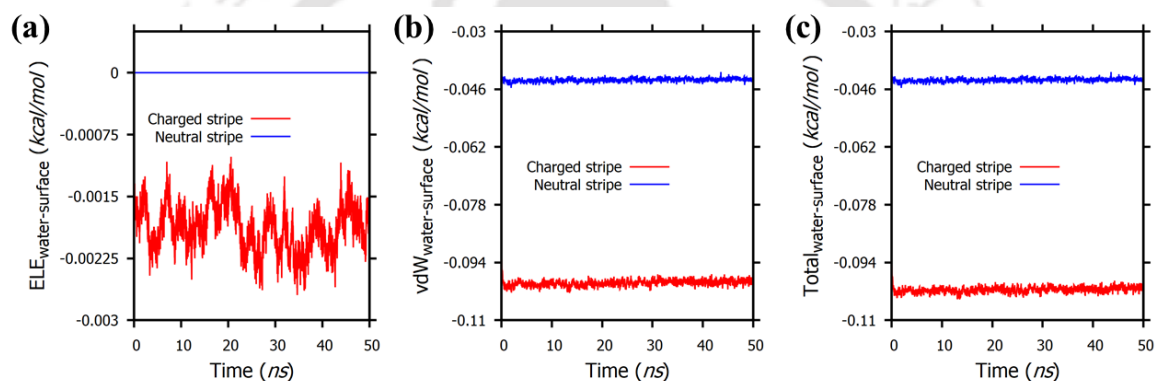 (a)
ELE water-surface (kcal/mol)
0
-0.00075
-0.0015
-0.00225
-0.003
Charged stripe
Neutral stripe
0 10 20 30 40 50
Time (ns)
(b)
vdW water-surface (kcal/mol)
-0.03
-0.046
-0.062
-0.078
-0.094
-0.11
Charged stripe
Neutral stripe
0 10 20 30 40 50
Time (ns)
(c)
Total water-surface (kcal/mol)
-0.03
-0.046
-0.062
-0.078
-0.094
-0.11
Charged stripe
Neutral stripe
0 10 20 30 40 50
Time (ns)